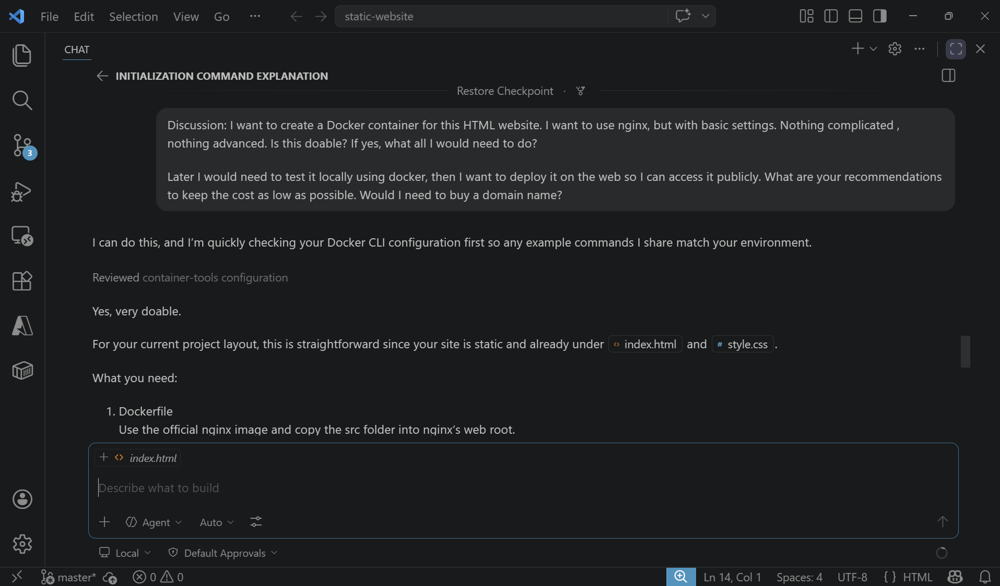 File Edit Selection View Go
static-website
CHAT
INITIALIZATION COMMAND EXPLANATION
Restore Checkpoint ·
Discussion: I want to create a Docker container for this HTML website. I want to use nginx, but with basic settings. Nothing complicated ,
nothing advanced. Is this doable? If yes, what all I would need to do?
Later I would need to test it locally using docker, then I want to deploy it on the web so I can access it publicly. What are your recommendations
to keep the cost as low as possible. Would I need to buy a domain name?
3
I can do this, and I’m quickly checking your Docker CLI configuration first so any example commands I share match your environment.
Reviewed container-tools configuration
Yes, very doable.
For your current project layout, this is straightforward since your site is static and already under <> index.html and # style.css .
What you need:
1. Dockerfile
Use the official nginx image and copy the src folder into nginx’s web root.
+ <> index.html
Describe what to build
Agent Auto
Local Default Approvals
master* 0 0 Ln 14, Col 1 Spaces: 4 UTF-8 { } HTML